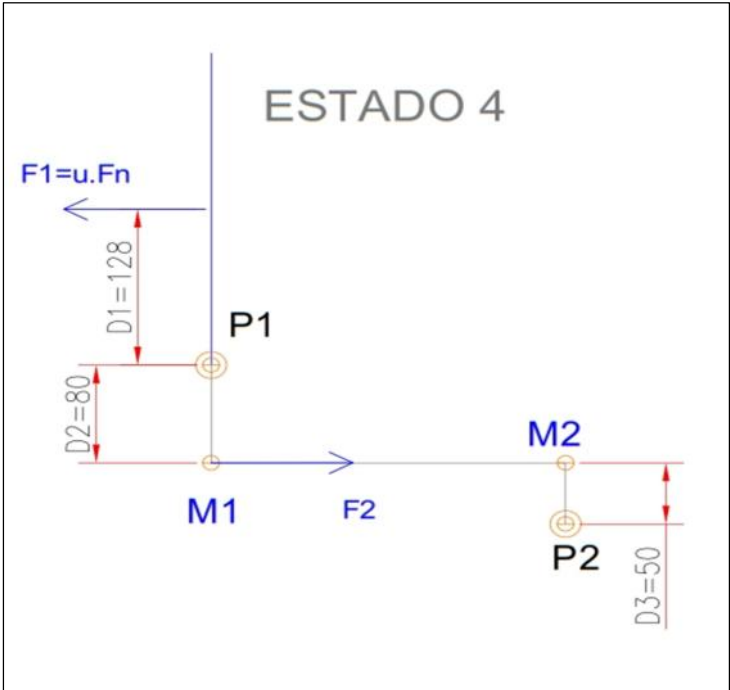 ESTADO 4
F1=u.Fn
D1=128
P1
D2=80
M2
M1
F2
P2
D3=50